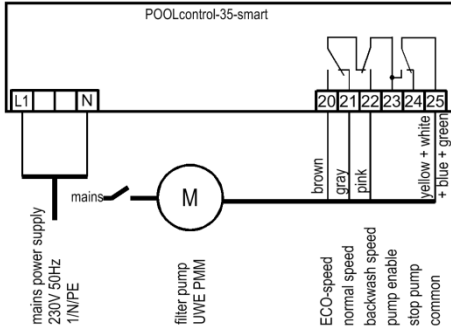 POOLcontrol-35-smart
L1 N
20 21 22 23 24 25
brown
gray
pink
yellow + white
+ blue + green
mains
M
mains power supply
230V 50Hz
1/N/PE
filter pump
UWE PMM
ECO-speed
normal speed
backwash speed
pump enable
stop pump
common